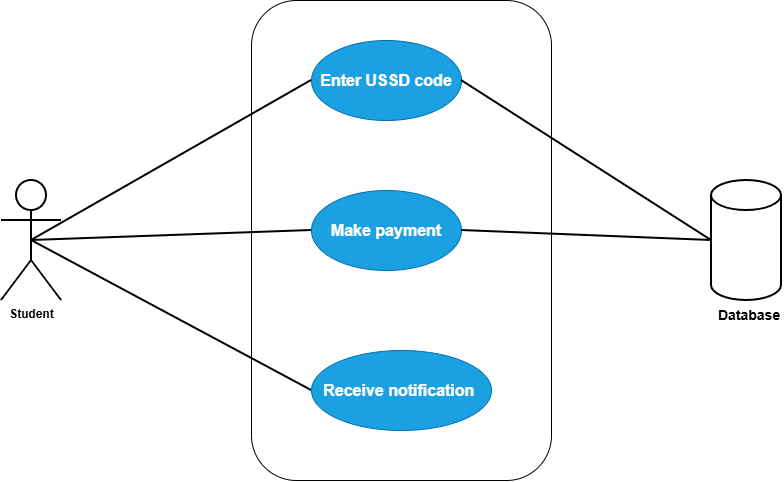 Enter USSD code
Make payment
Student
Database
Receive notification